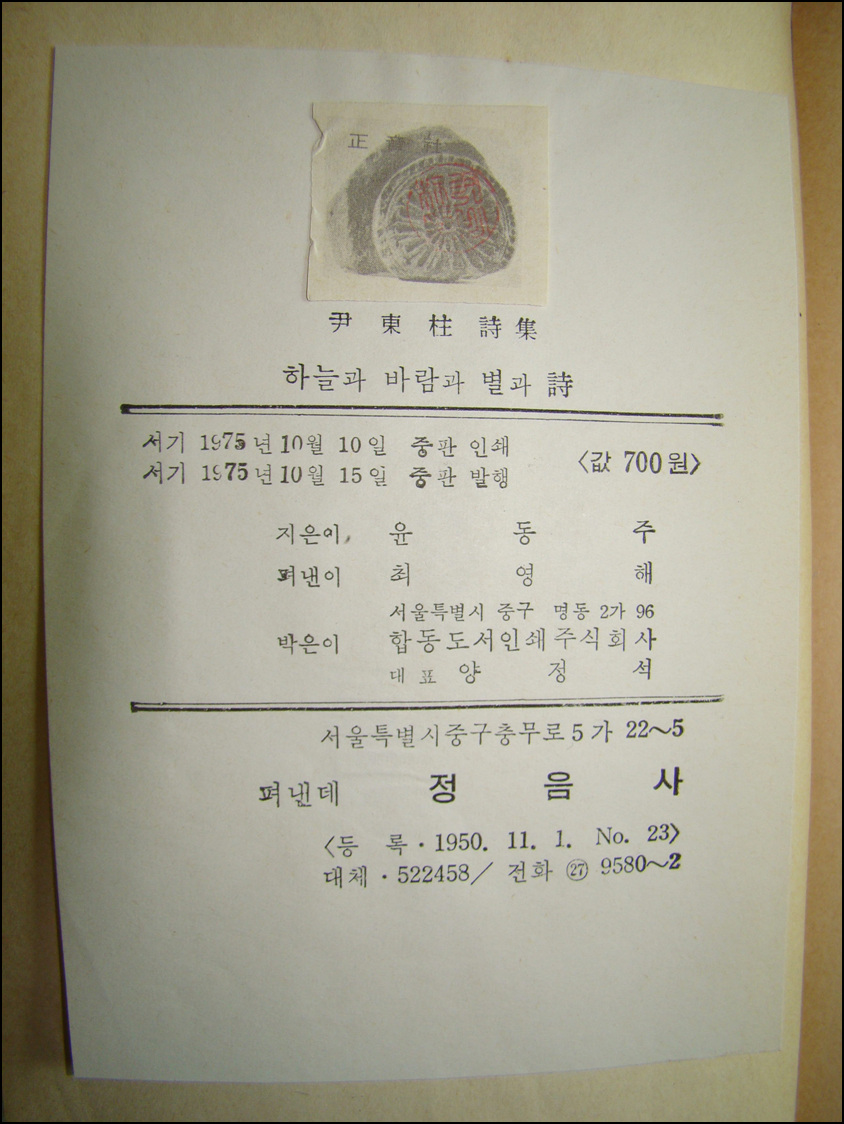 正音社
尹東柱詩集
하늘과 바람과 별과 詩
서기 1975년 10월 10일 중판 인쇄
서기 1975년 10월 15일 중판 발행
〈값 700원〉
지은이 윤동주
펴낸이 최영해
서울특별시 중구 명동 2가 96
박은이 합동도서인쇄주식회사
대표 양정석
서울특별시중구충무로5가 22~5
펴낸데 정음사
〈등록·1950. 11. 1. No. 23〉
대체·522458/ 전화 ㉗ 9580~2